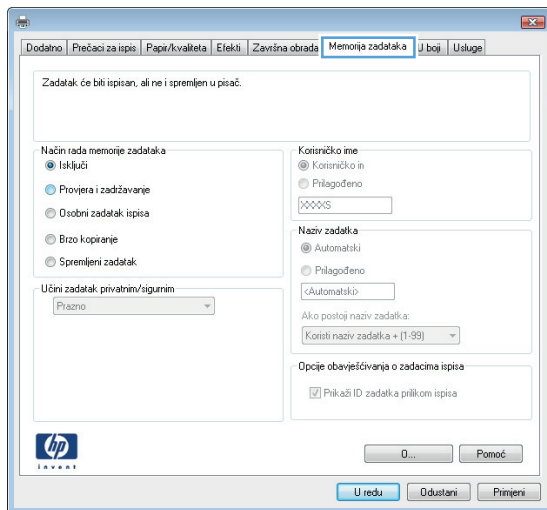 Dodatno Prečaci za ispis Papir/kvaliteta Efekti Završna obrada Memorija zadataka U boji Usluge
Zadatak će biti ispisan, ali ne i spremljen u pisač.
Način rada memorije zadataka
Isključi
Provjera i zadržavanje
Osobni zadatak ispisa
Brzo kopiranje
Spremljeni zadatak
Učini zadatak privatnim/sigurnim
Prazno
Korisničko ime
Korisničko in
Prilagođeno
XXXXS
Naziv zadatka
Automatski
Prilagođeno
<Automatski>
Ako postoji naziv zadatka:
Koristi naziv zadatka + (1-99)
Opcije obavješćivanja o zadacima ispisa
Prikaži ID zadatka prilikom ispisa
hp
invent
O... Pomoć
U redu Odustani Primjeni